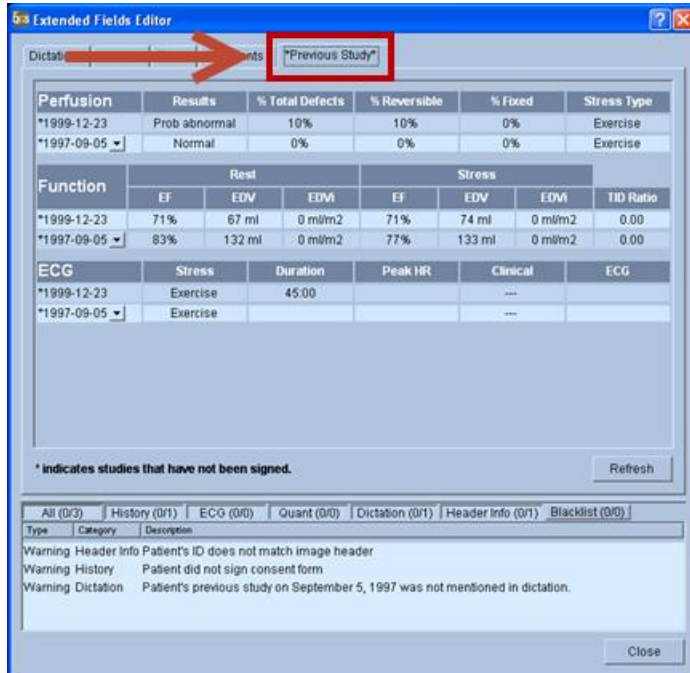 Extended Fields Editor
*Previous Study*
Perfusion Results % Total Defects % Reversible % Fixed Stress Type
*1999-12-23 Prob abnormal 10% 10% 0% Exercise
*1997-09-05 Normal 0% 0% 0% Exercise
Function Rest Stress
EF EDV EDVi EF EDV EDVi TID Ratio
*1999-12-23 71% 67 ml 0 ml/m2 71% 74 ml 0 ml/m2 0.00
*1997-09-05 83% 132 ml 0 ml/m2 77% 133 ml 0 ml/m2 0.00
ECG Stress Duration Peak HR Clinical ECG
*1999-12-23 Exercise 45:00 ---
*1997-09-05 Exercise ---
* indicates studies that have not been signed. Refresh
All (0/3) History (0/1) ECG (0/0) Quant (0/0) Dictation (0/1) Header Info (0/1) Blacklist (0/0)
Type Category Description
Warning Header Info Patient's ID does not match image header
Warning History Patient did not sign consent form
Warning Dictation Patient's previous study on September 5, 1997 was not mentioned in dictation.
Close